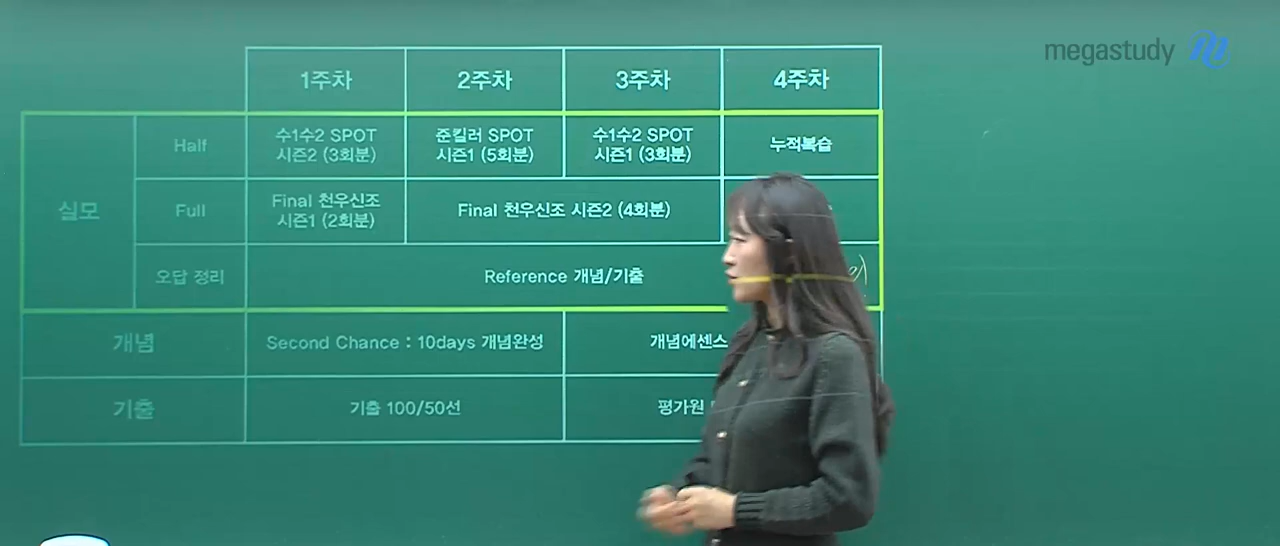 megastudy
1주차
2주차
3주차
4주차
실모
Half
수1수2 SPOT
시즌2 (3회분)
준킬러 SPOT
시즌1 (5회분)
수1수2 SPOT
시즌1 (3회분)
누적복습
Full
Final 천우신조
시즌1 (2회분)
Final 천우신조 시즌2 (4회분)
오답 정리
Reference 개념/기출
개념
Second Chance : 10days 개념완성
개념에센스
기출
기출 100/50선
평가원